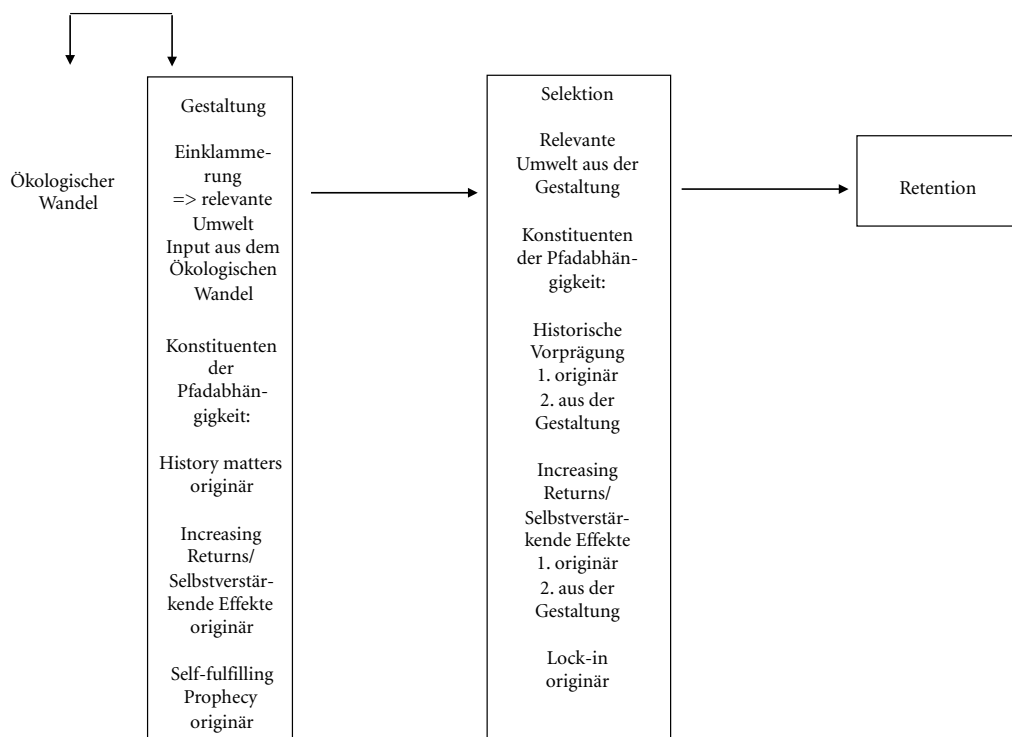 Ökologischer
Wandel
Gestaltung
Einklamme-
rung
=> relevante
Umwelt
Input aus dem
Ökologischen
Wandel
Konstituenten
der
Pfadabhän-
gigkeit:
History matters
originär
Increasing
Returns/
Selbstverstär-
kende Effekte
originär
Self-fulfilling
Prophecy
originär
Selektion
Relevante
Umwelt aus der
Gestaltung
Konstituenten
der Pfadabhän-
gigkeit:
Historische
Vorprägung
1. originär
2. aus der
Gestaltung
Increasing
Returns/
Selbstverstär-
kende Effekte
1. originär
2. aus der
Gestaltung
Lock-in
originär
Retention